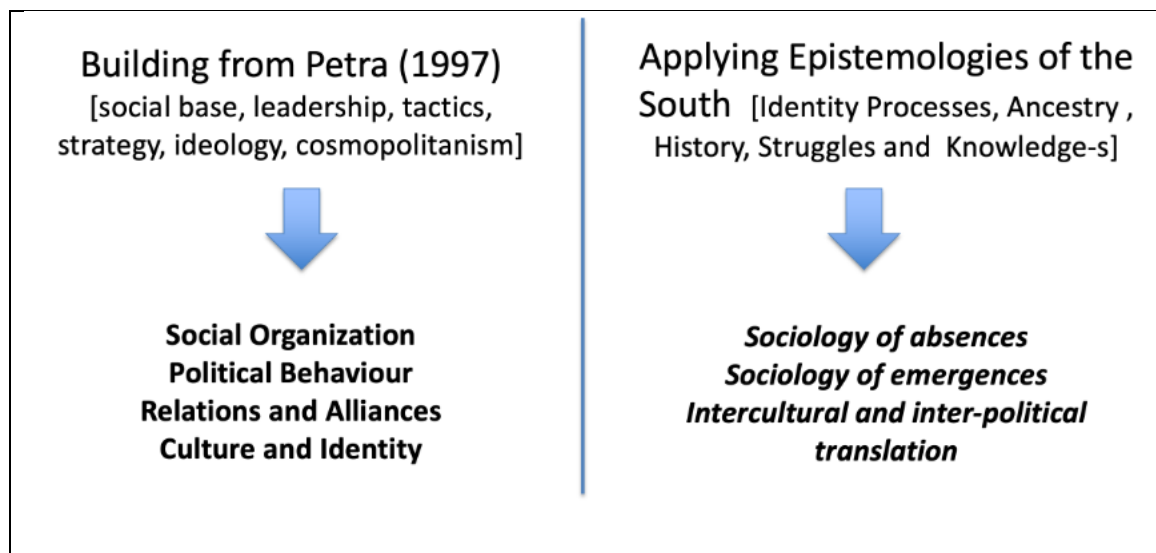 Building from Petra (1997)
[social base, leadership, tactics,
strategy, ideology, cosmopolitanism]
Social Organization
Political Behaviour
Relations and Alliances
Culture and Identity
Applying Epistemologies of the
South [Identity Processes, Ancestry ,
History, Struggles and Knowledge-s]
Sociology of absences
Sociology of emergences
Intercultural and inter-political
translation